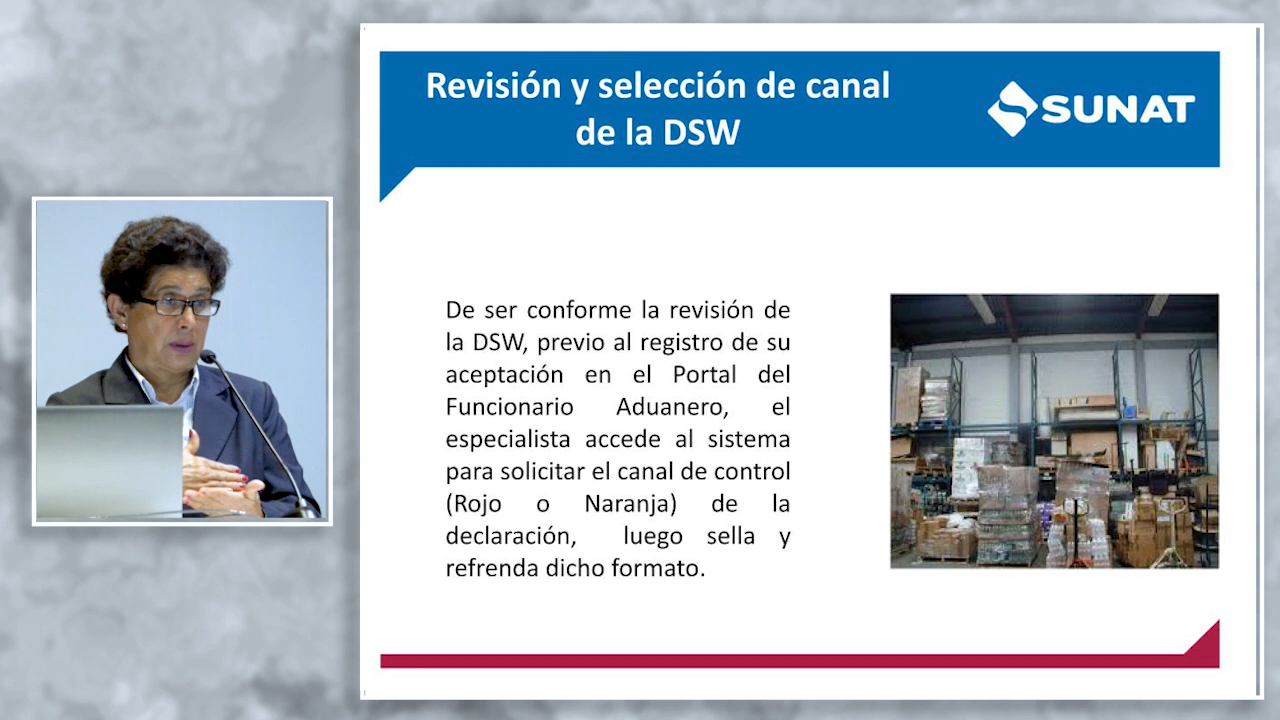 Revisión y selección de canal
de la DSW
SUNAT
De ser conforme la revisión de
la DSW, previo al registro de su
aceptación en el Portal del
Funcionario Aduanero, el
especialista accede al sistema
para solicitar el canal de control
(Rojo o Naranja) de la
declaración, luego sella y
refrenda dicho formato.